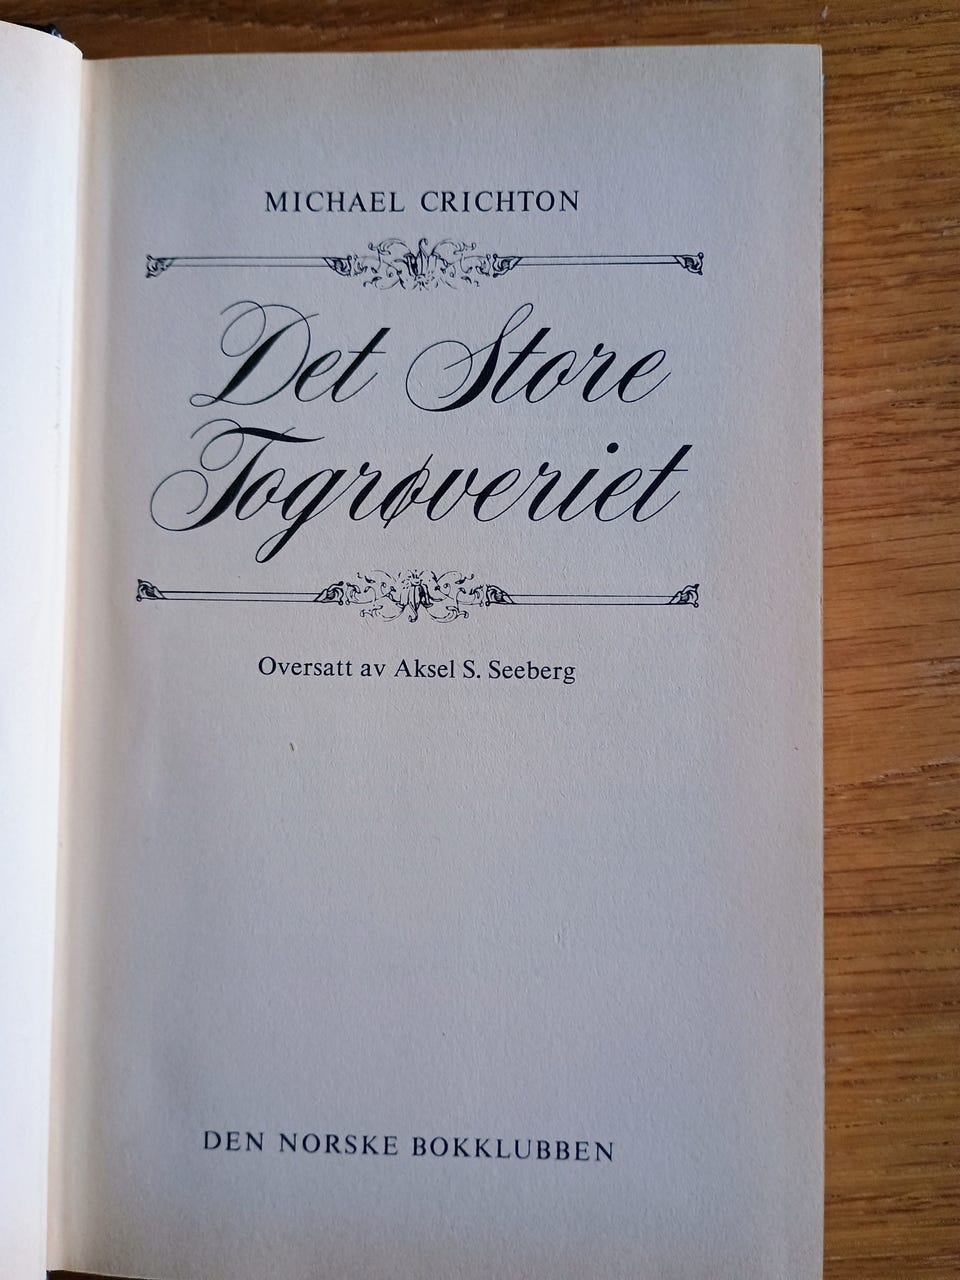 MICHAEL CRICHTON
Det Store
Togrøveriet
Oversatt av Aksel S. Seeberg
DEN NORSKE BOKKLUBBEN